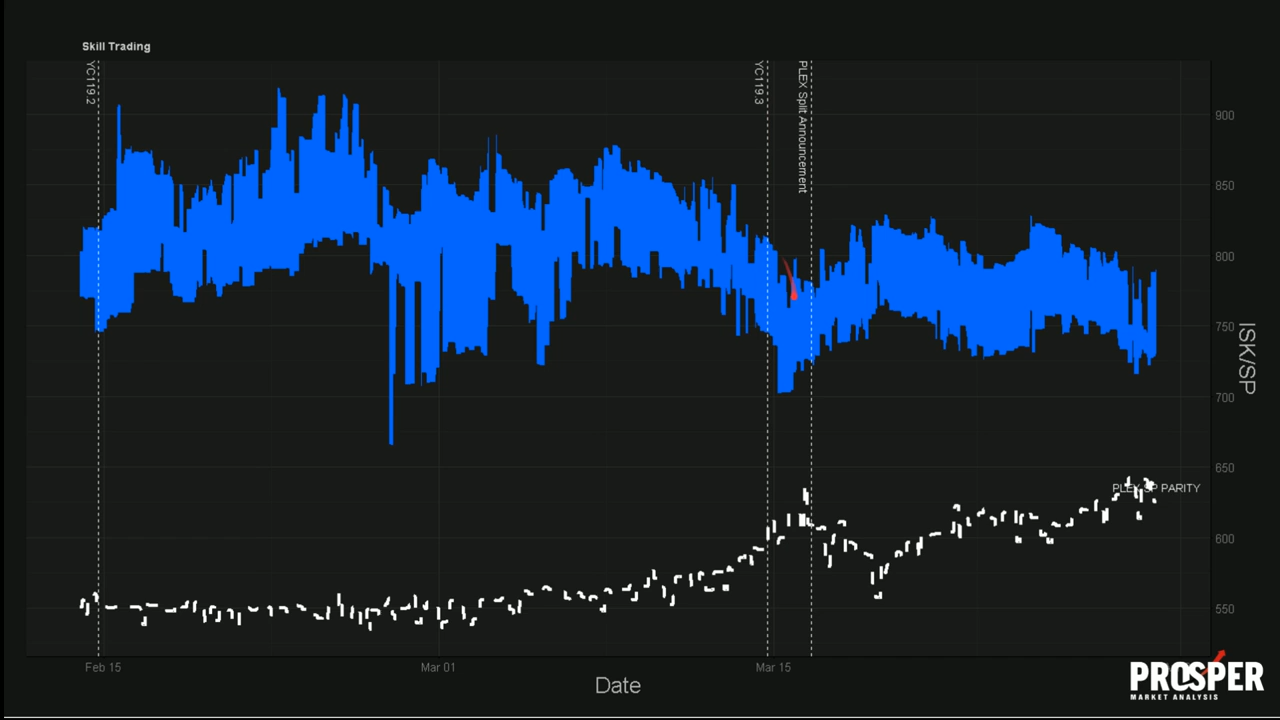 Skill Trading
YC119.2
YC119.3
PLEX Split Announcement
900
850
800
750
700
650
600
550
ISK/SP
PLEX SP PARITY
Feb 15
Mar 01
Mar 15
Date
PROSPER
MARKET ANALYSIS